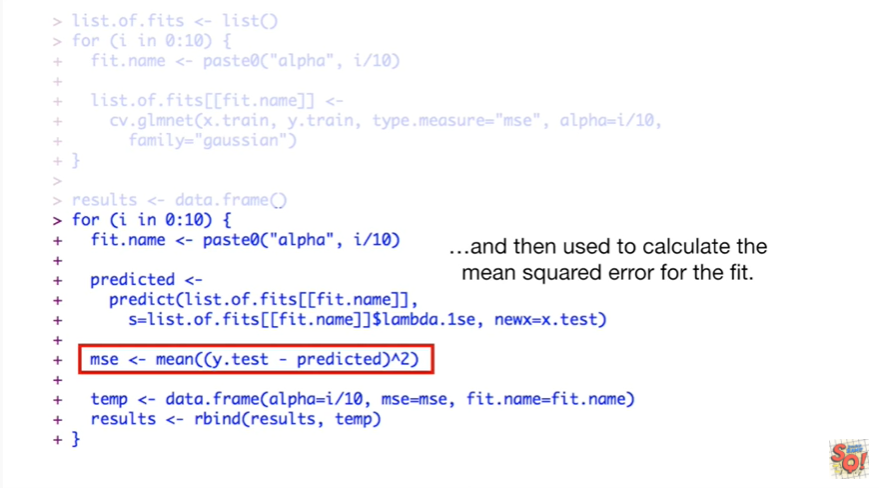 > list.of.fits <- list()
> for (i in 0:10) {
+   fit.name <- paste0("alpha", i/10)
+
+   list.of.fits[[fit.name]] <-
+     cv.glmnet(x.train, y.train, type.measure="mse", alpha=i/10,
+       family="gaussian")
+ }
>
> results <- data.frame()
> for (i in 0:10) {
+   fit.name <- paste0("alpha", i/10)
+
+   predicted <-
+     predict(list.of.fits[[fit.name]],
+       s=list.of.fits[[fit.name]]$lambda.1se, newx=x.test)
+
+   mse <- mean((y.test - predicted)^2)
+
+   temp <- data.frame(alpha=i/10, mse=mse, fit.name=fit.name)
+   results <- rbind(results, temp)
+ }
…and then used to calculate the
mean squared error for the fit.
SQ!